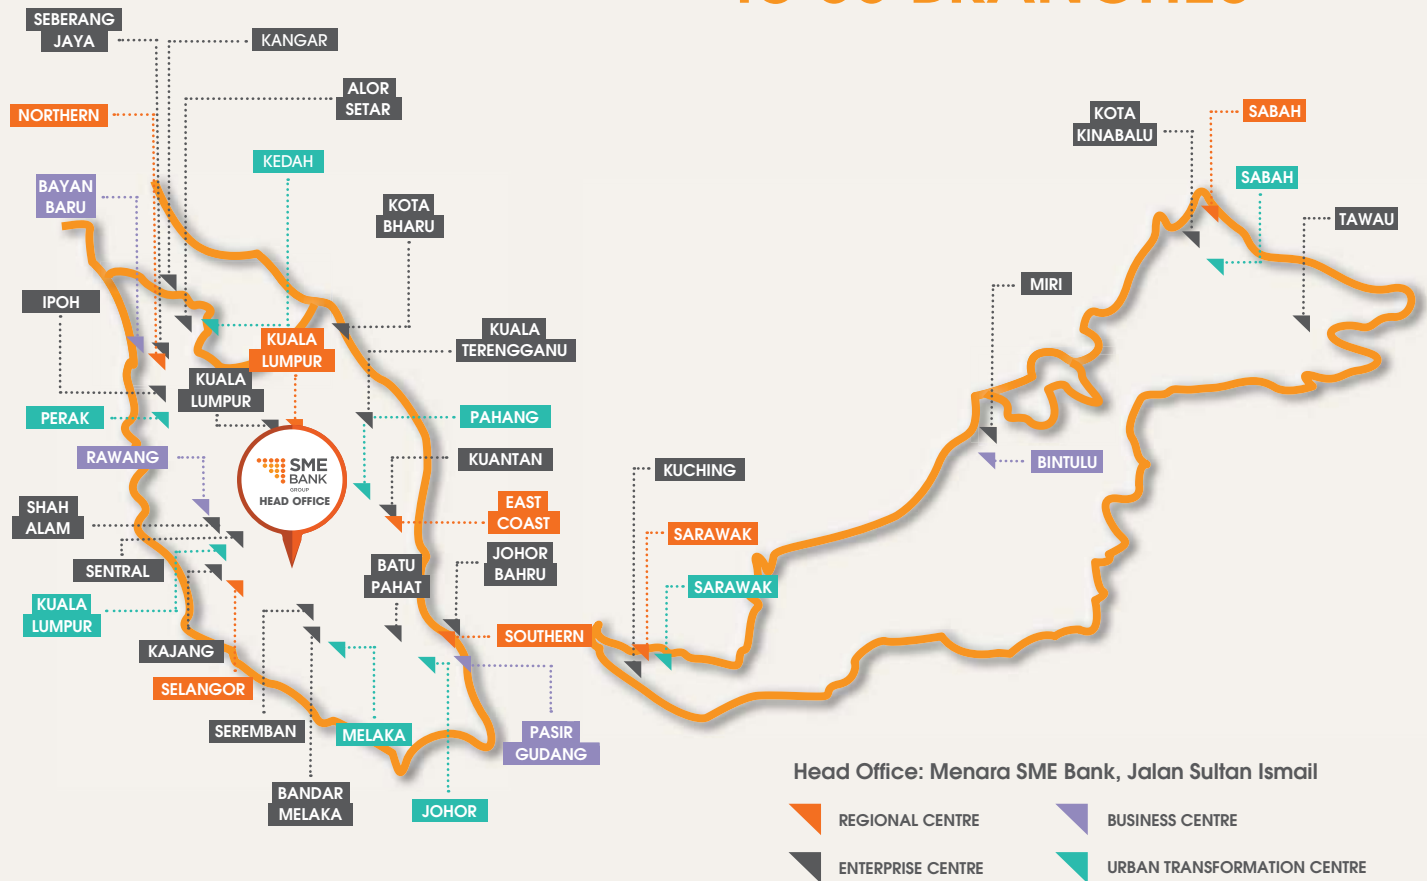 BRANCHES
SEBERANG
JAYA
KANGAR
ALOR
SETAR
NORTHERN
KEDAH
BAYAN
BARU
KOTA
BHARU
IPOH
KUALA
LUMPUR
KUALA
TERENGGANU
KUALA
LUMPUR
PERAK
PAHANG
RAWANG
KUANTAN
SME
BANK
GROUP
HEAD OFFICE
SHAH
ALAM
EAST
COAST
SENTRAL
BATU
PAHAT
JOHOR
BAHRU
KUALA
LUMPUR
SOUTHERN
KAJANG
SELANGOR
SEREMBAN
MELAKA
PASIR
GUDANG
BANDAR
MELAKA
JOHOR
KOTA
KINABALU
SABAH
SABAH
TAWAU
MIRI
BINTULU
KUCHING
SARAWAK
SARAWAK
Head Office: Menara SME Bank, Jalan Sultan Ismail
REGIONAL CENTRE
BUSINESS CENTRE
ENTERPRISE CENTRE
URBAN TRANSFORMATION CENTRE